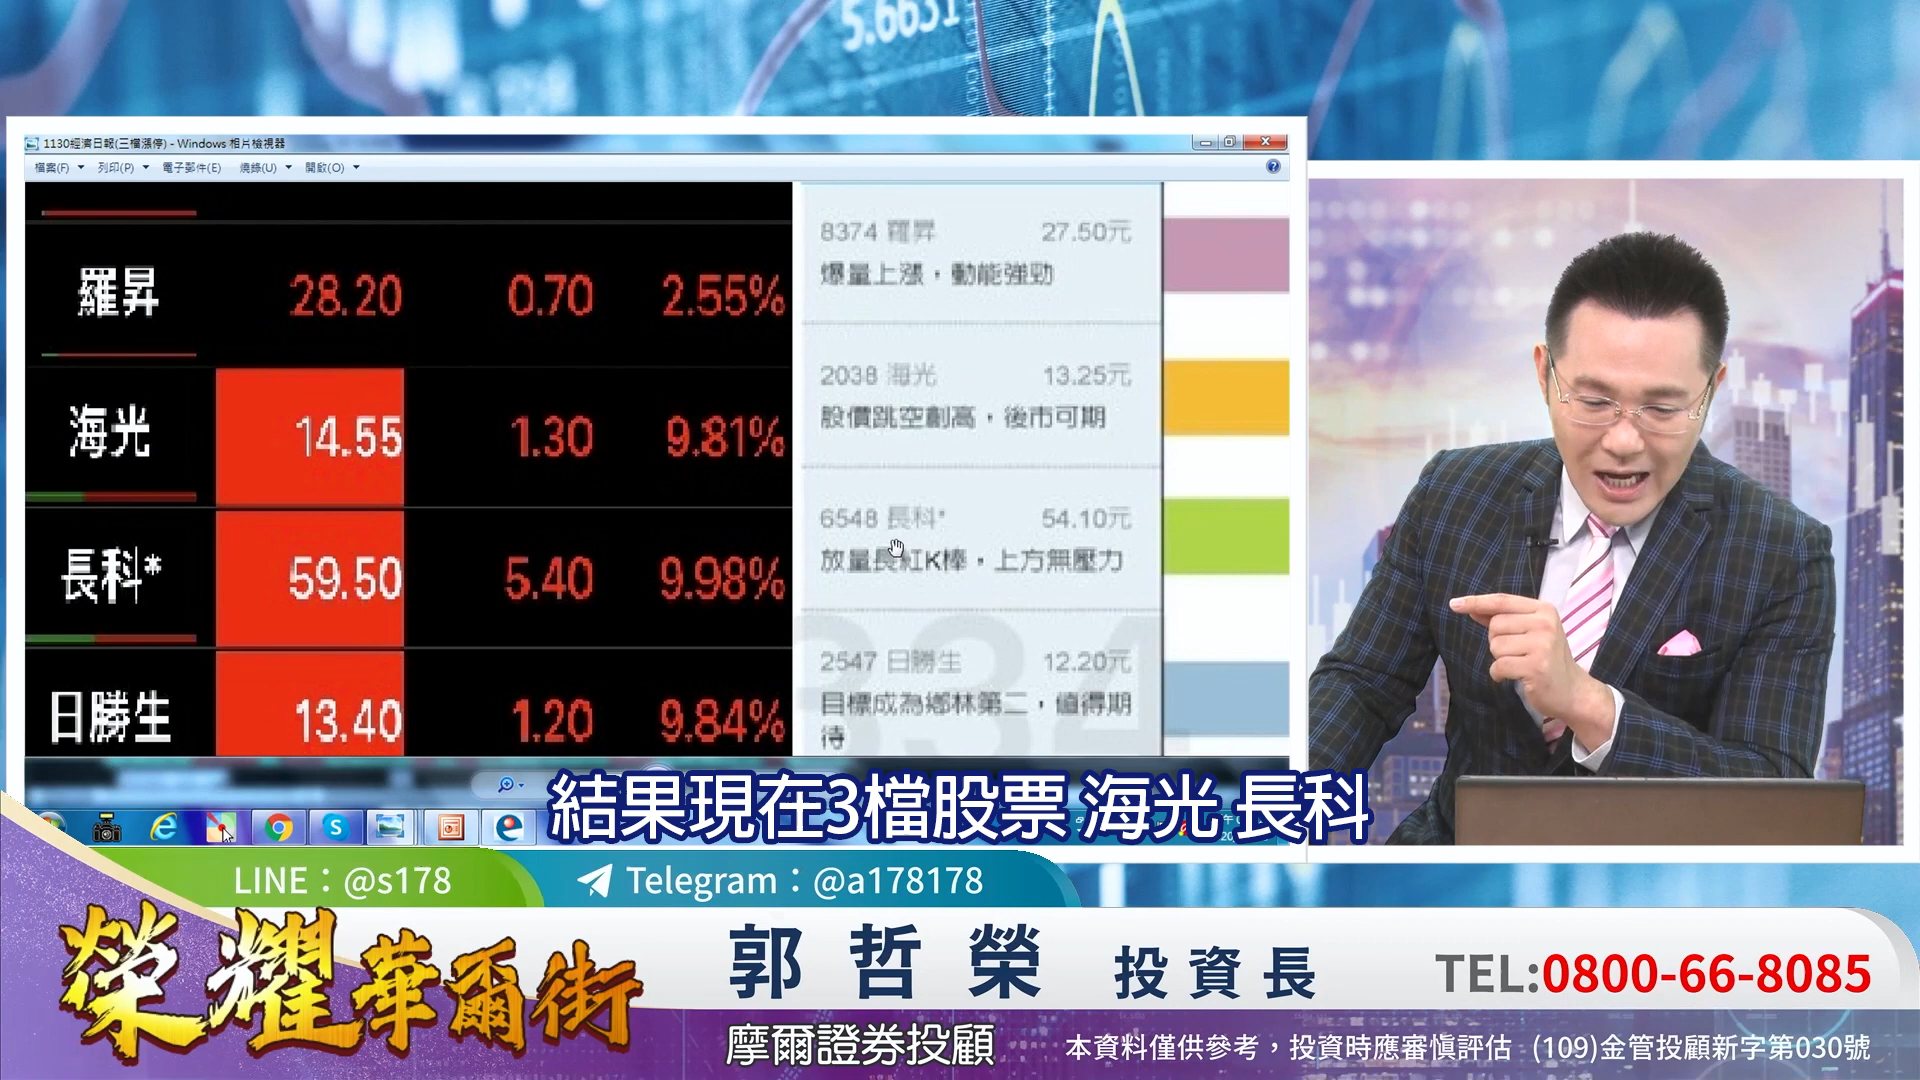 5.6631
1130經濟日報(三檔漲停) - Windows 相片檢視器
檔案(F) 列印(P) 電子郵件(E) 燒錄(U) 開啟(O)
羅昇 28.20 0.70 2.55%
海光 14.55 1.30 9.81%
長科* 59.50 5.40 9.98%
日勝生 13.40 1.20 9.84%
8374 羅昇 27.50元
爆量上漲，動能強勁
2038 海光 13.25元
股價跳空創高，後市可期
6548 長科* 54.10元
放量長紅K棒，上方無壓力
2547 日勝生 12.20元
目標成為鄉林第二，值得期
待
結果現在3檔股票 海光 長科
LINE：@s178
Telegram：@a178178
榮耀華爾街
郭哲榮 投資長
TEL:0800-66-8085
摩爾證券投顧
本資料僅供參考，投資時應審慎評估 (109)金管投顧新字第030號